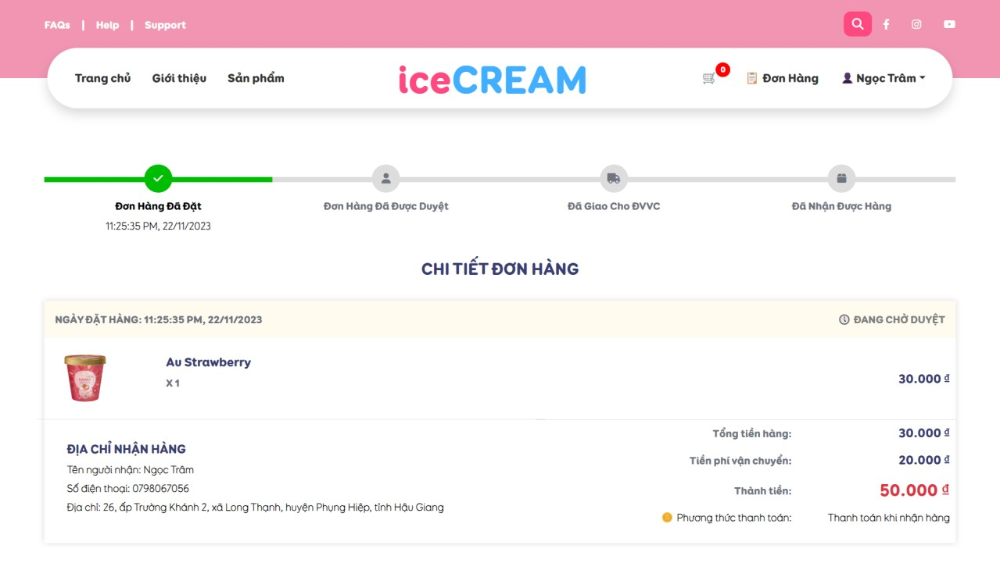 FAQs | Help | Support
Trang chủ Giới thiệu Sản phẩm iceCREAM 0 Đơn Hàng Ngọc Trâm
Đơn Hàng Đã Đặt Đơn Hàng Đã Được Duyệt Đã Giao Cho ĐVVC Đã Nhận Được Hàng
11:25:35 PM, 22/11/2023
CHI TIẾT ĐƠN HÀNG
NGÀY ĐẶT HÀNG: 11:25:35 PM, 22/11/2023 ĐANG CHỜ DUYỆT
Au Strawberry
X 1
30.000 ₫
Tổng tiền hàng: 30.000 ₫
ĐỊA CHỈ NHẬN HÀNG
Tiền phí vận chuyển: 20.000 ₫
Tên người nhận: Ngọc Trâm
Số điện thoại: 0798067056
Thành tiền: 50.000 ₫
Địa chỉ: 26, ấp Trường Khánh 2, xã Long Thạnh, huyện Phụng Hiệp, tỉnh Hậu Giang
Phương thức thanh toán: Thanh toán khi nhận hàng